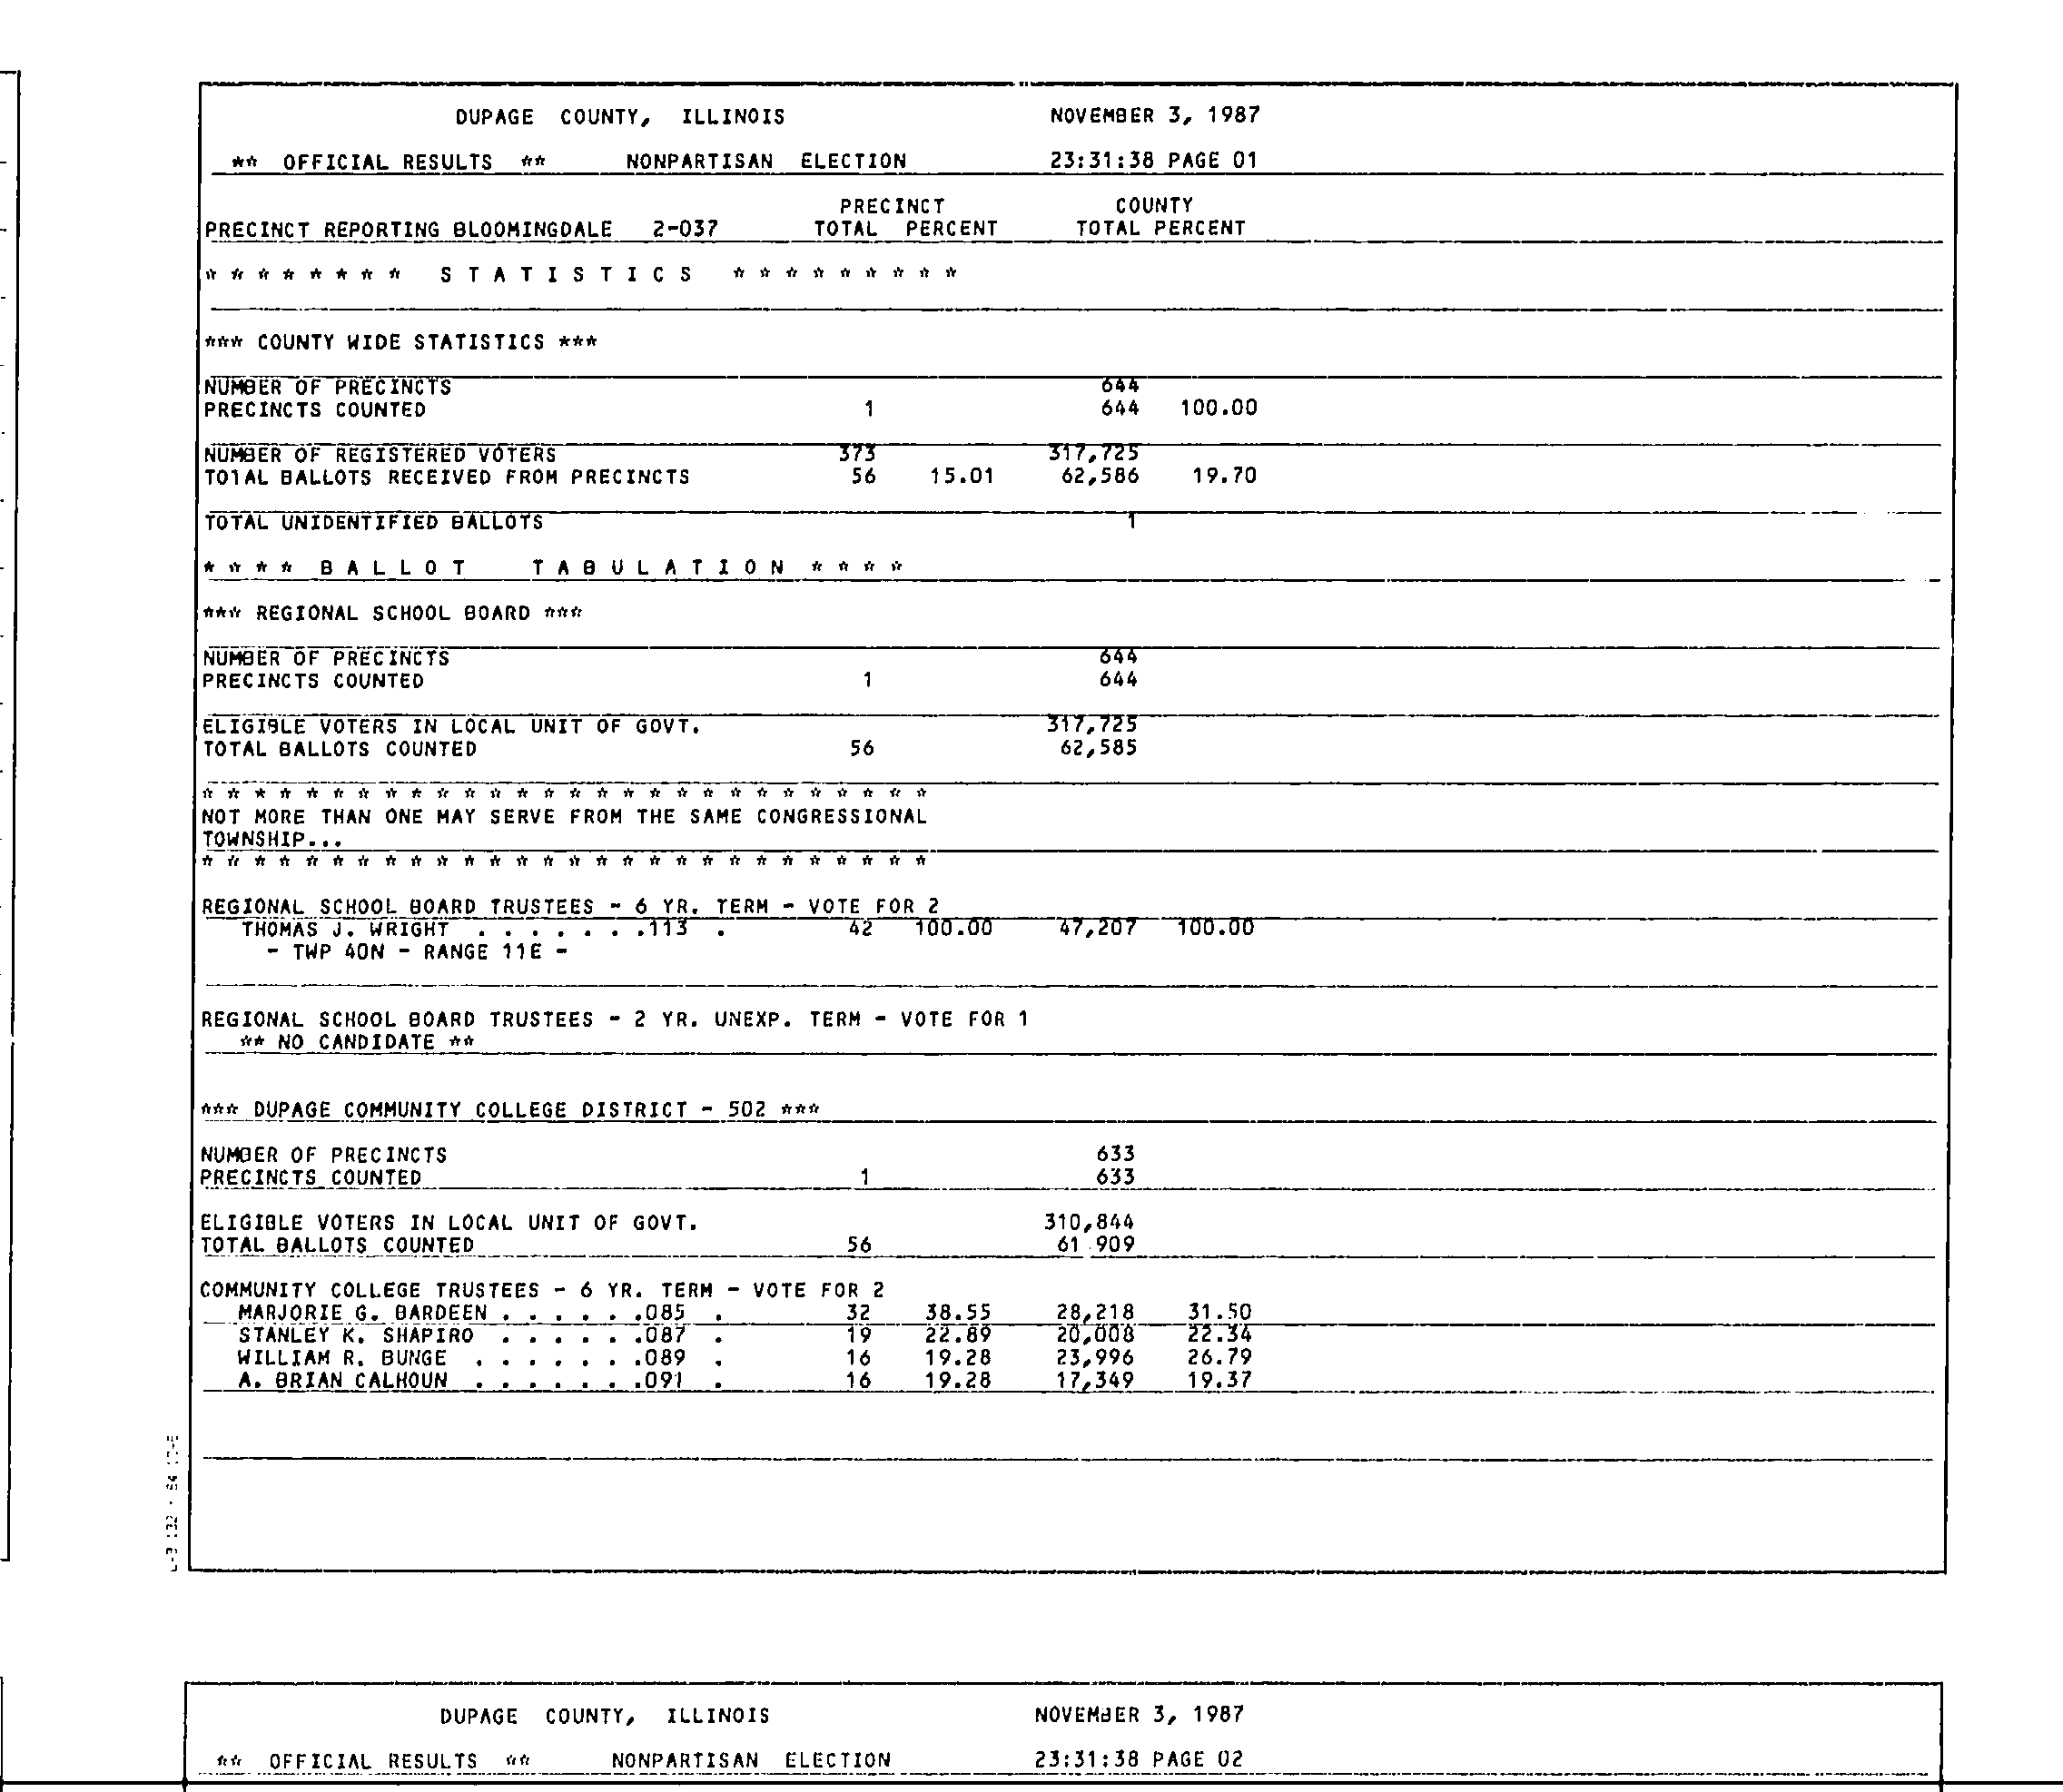 DUPAGE COUNTY, ILLINOIS NOVEMBER 3, 1987
** OFFICIAL RESULTS ** NONPARTISAN ELECTION 23:31:38 PAGE 01
PRECINCT COUNTY
PRECINCT REPORTING BLOOMINGDALE 2-037 TOTAL PERCENT TOTAL PERCENT
* * * * * * * * S T A T I S T I C S * * * * * * * * *
*** COUNTY WIDE STATISTICS ***
NUMBER OF PRECINCTS 644
PRECINCTS COUNTED 1 644 100.00
NUMBER OF REGISTERED VOTERS 373 317,725
TOTAL BALLOTS RECEIVED FROM PRECINCTS 56 15.01 62,586 19.70
TOTAL UNIDENTIFIED BALLOTS 1
* * * * B A L L O T T A B U L A T I O N * * * *
*** REGIONAL SCHOOL BOARD ***
NUMBER OF PRECINCTS 644
PRECINCTS COUNTED 1 644
ELIGIBLE VOTERS IN LOCAL UNIT OF GOVT. 317,725
TOTAL BALLOTS COUNTED 56 62,585
* * * * * * * * * * * * * * * * * * * * * * * * * * * *
NOT MORE THAN ONE MAY SERVE FROM THE SAME CONGRESSIONAL
TOWNSHIP...
* * * * * * * * * * * * * * * * * * * * * * * * * * * *
REGIONAL SCHOOL BOARD TRUSTEES - 6 YR. TERM - VOTE FOR 2
THOMAS J. WRIGHT . . . . . . .113 . 42 100.00 47,207 100.00
- TWP 40N - RANGE 11E -
REGIONAL SCHOOL BOARD TRUSTEES - 2 YR. UNEXP. TERM - VOTE FOR 1
** NO CANDIDATE **
*** DUPAGE COMMUNITY COLLEGE DISTRICT - 502 ***
NUMBER OF PRECINCTS 633
PRECINCTS COUNTED 1 633
ELIGIBLE VOTERS IN LOCAL UNIT OF GOVT. 310,844
TOTAL BALLOTS COUNTED 56 61 909
COMMUNITY COLLEGE TRUSTEES - 6 YR. TERM - VOTE FOR 2
MARJORIE G. BARDEEN . . . . . .085 . 32 38.55 28,218 31.50
STANLEY K. SHAPIRO . . . . . .087 . 19 22.89 20,008 22.34
WILLIAM R. BUNGE . . . . . . .089 . 16 19.28 23,996 26.79
A. BRIAN CALHOUN . . . . . . .091 . 16 19.28 17,349 19.37
DUPAGE COUNTY, ILLINOIS NOVEMBER 3, 1987
** OFFICIAL RESULTS ** NONPARTISAN ELECTION 23:31:38 PAGE 02